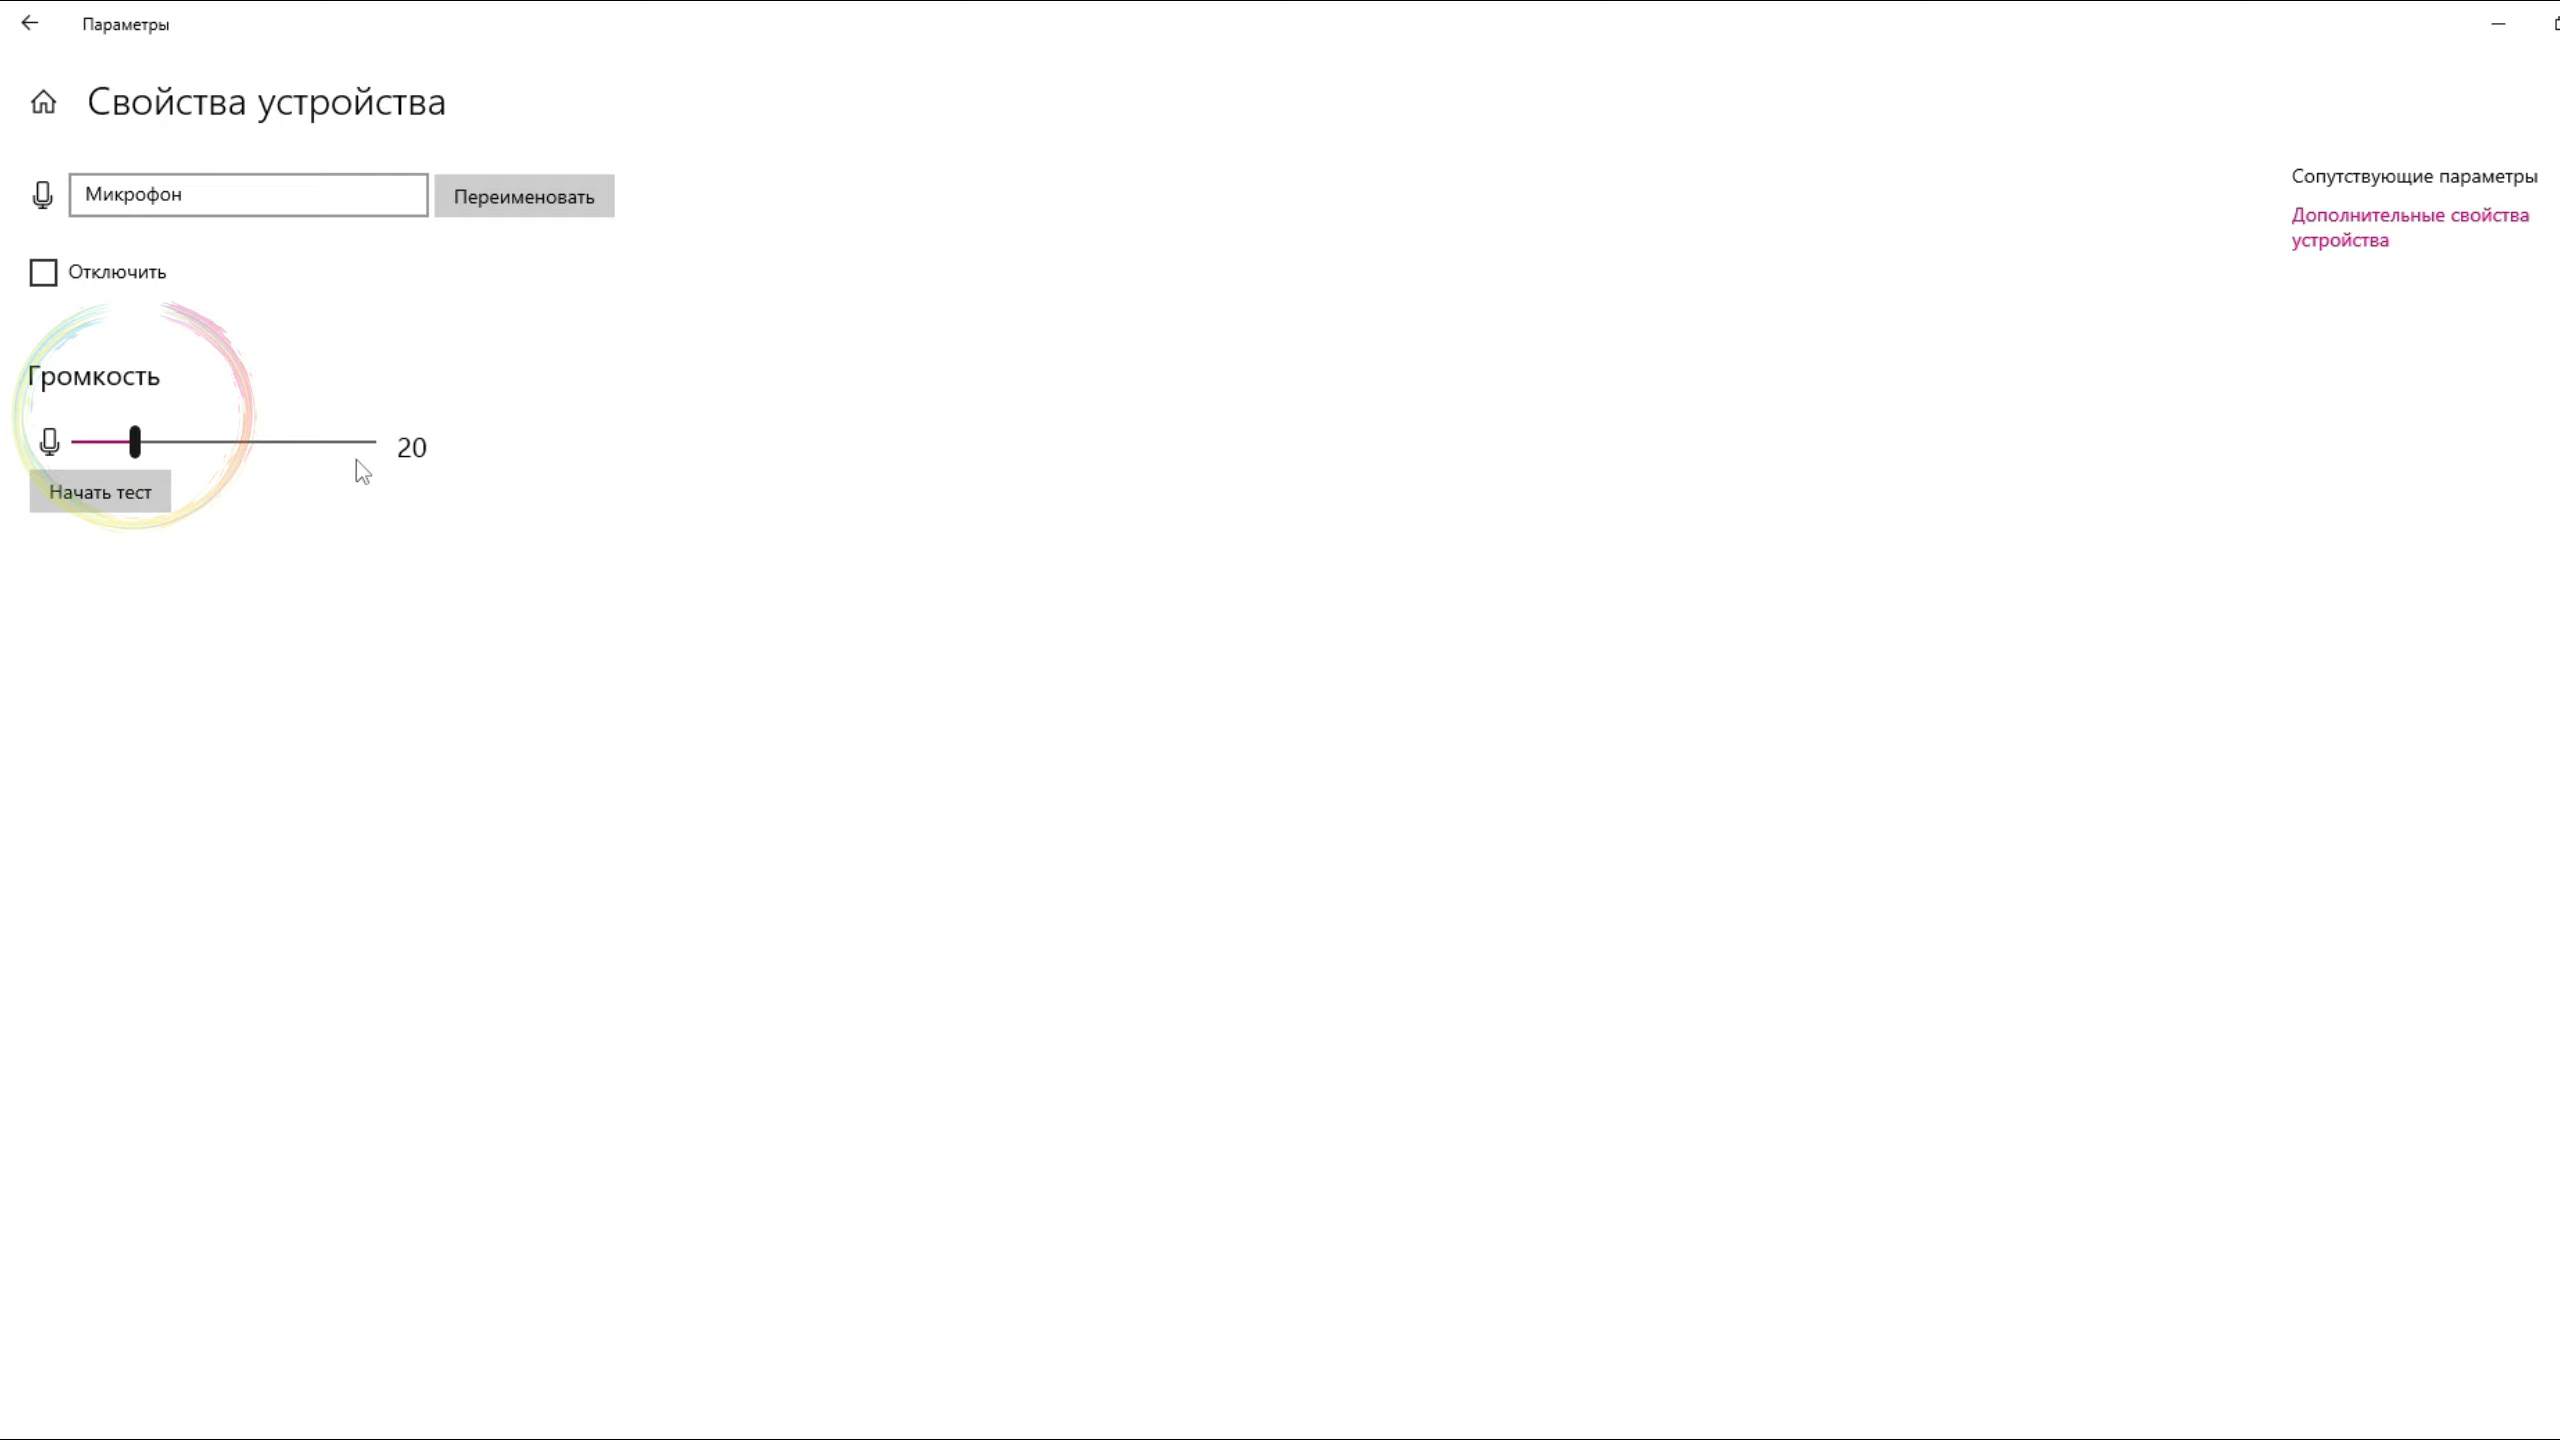 Параметры
Свойства устройства
Микрофон
Переименовать
Сопутствующие параметры
Дополнительные свойства
устройства
Отключить
Громкость
20
Начать тест